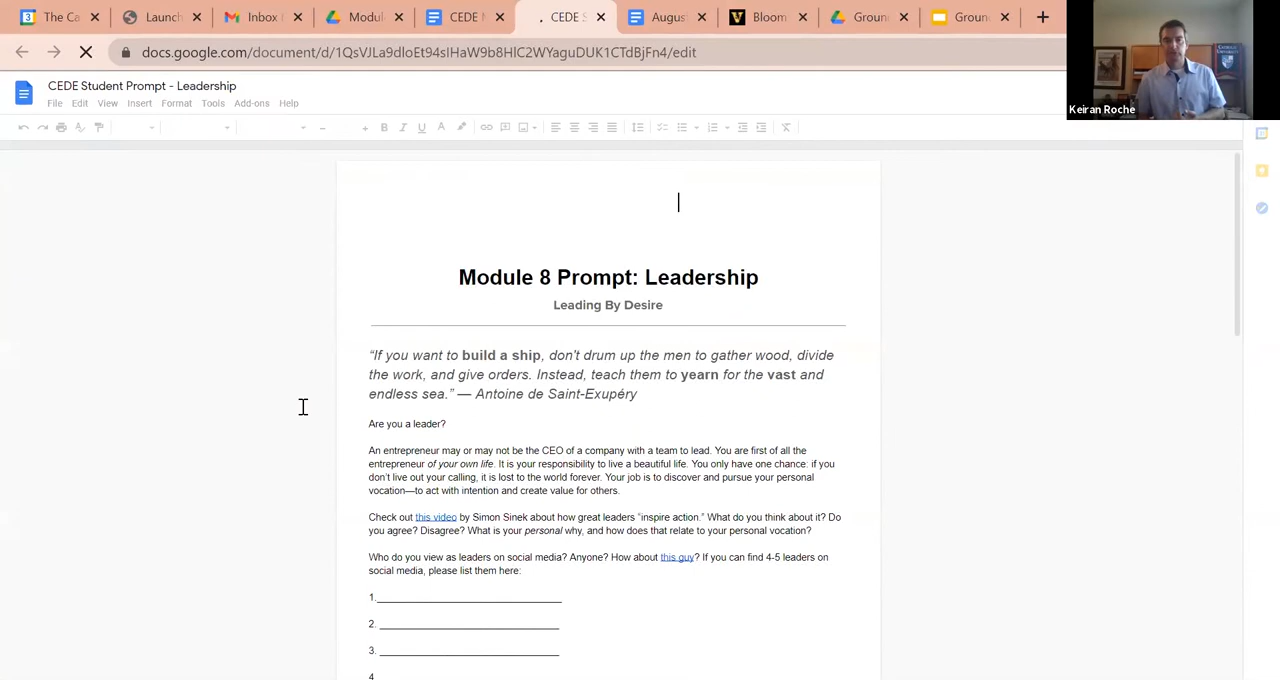 The Ca
Launch
Inbox
Modul
CEDE
CEDE S
August
Bloom
Groun
Groun
docs.google.com/document/d/1QsVJLa9dloEt94sIHaW9b8HlC2WYaguDUK1CTdBjFn4/edit
CEDE Student Prompt - Leadership
File Edit View Insert Format Tools Add-ons Help
Keiran Roche
Module 8 Prompt: Leadership
Leading By Desire
“If you want to build a ship, don’t drum up the men to gather wood, divide
the work, and give orders. Instead, teach them to yearn for the vast and
endless sea.” — Antoine de Saint-Exupéry
Are you a leader?
An entrepreneur may or may not be the CEO of a company with a team to lead. You are first of all the
entrepreneur of your own life. It is your responsibility to live a beautiful life. You only have one chance: if you
don’t live out your calling, it is lost to the world forever. Your job is to discover and pursue your personal
vocation—to act with intention and create value for others.
Check out this video by Simon Sinek about how great leaders “inspire action.” What do you think about it? Do
you agree? Disagree? What is your personal why, and how does that relate to your personal vocation?
Who do you view as leaders on social media? Anyone? How about this guy? If you can find 4-5 leaders on
social media, please list them here:
1.
2.
3.
4